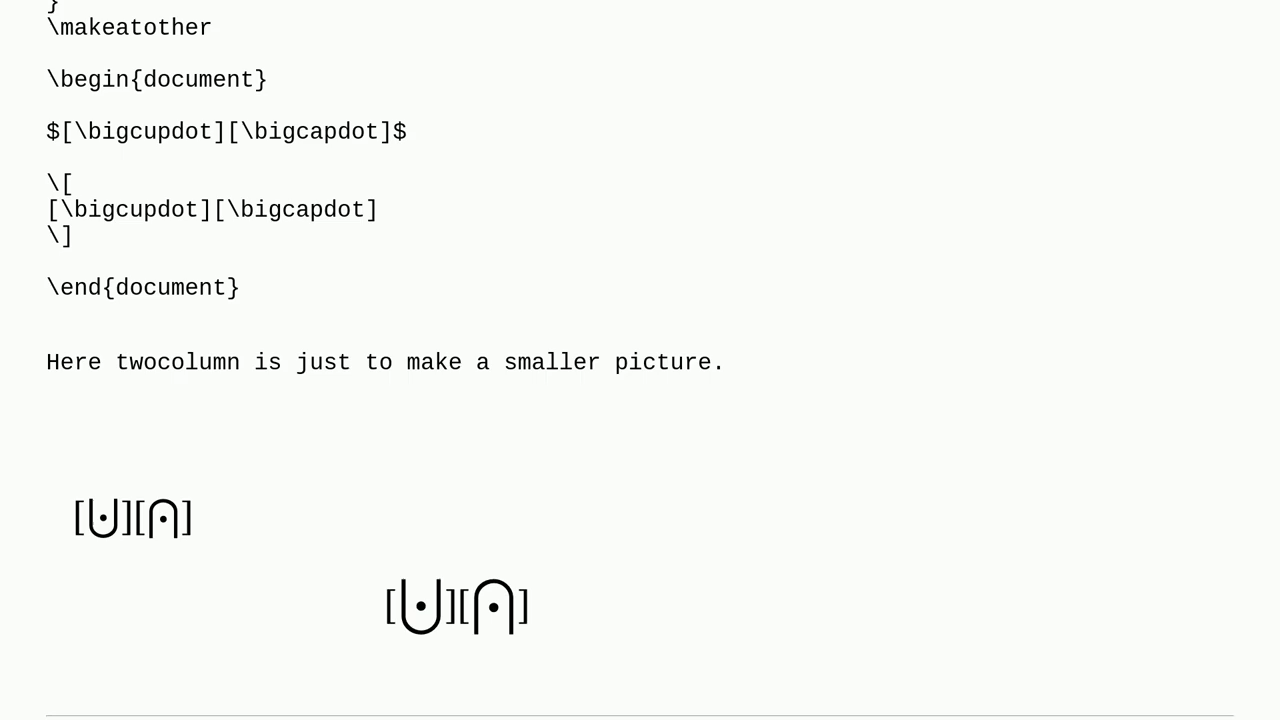 }
\makeatother
\begin{document}
$[\bigcupdot][\bigcapdot]$
\[
[\bigcupdot][\bigcapdot]
\]
\end{document}
Here twocolumn is just to make a smaller picture.
[⨃][⩀]
[⨃][⩀]